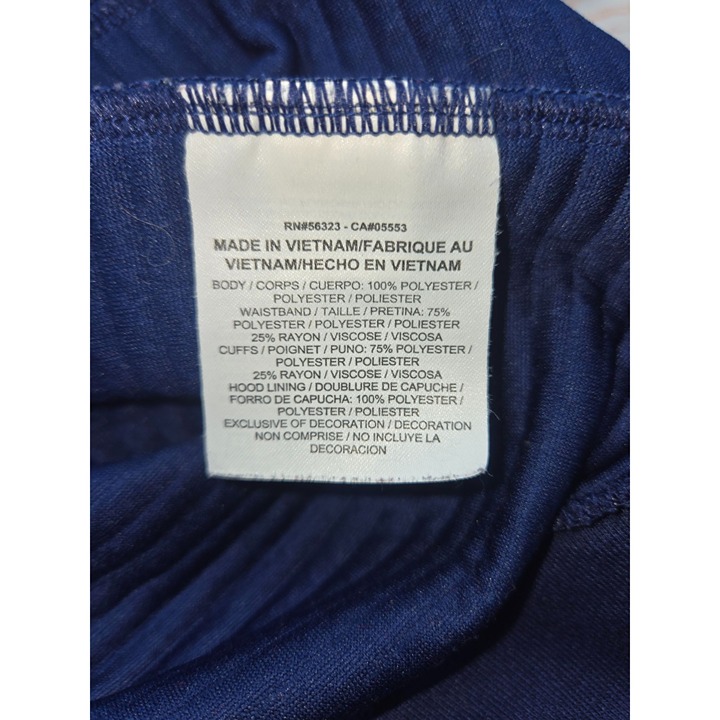 RN#56323 - CA#05553
MADE IN VIETNAM/FABRIQUE AU
VIETNAM/HECHO EN VIETNAM
BODY / CORPS / CUERPO: 100% POLYESTER /
POLYESTER / POLIESTER
WAISTBAND / TAILLE / PRETINA: 75%
POLYESTER / POLYESTER / POLIESTER
25% RAYON / VISCOSE / VISCOSA
CUFFS / POIGNET / PUNO: 75% POLYESTER /
POLYESTER / POLIESTER
25% RAYON / VISCOSE / VISCOSA
HOOD LINING / DOUBLURE DE CAPUCHE /
FORRO DE CAPUCHA: 100% POLYESTER /
POLYESTER / POLIESTER
EXCLUSIVE OF DECORATION / DECORATION
NON COMPRISE / NO INCLUYE LA
DECORACION